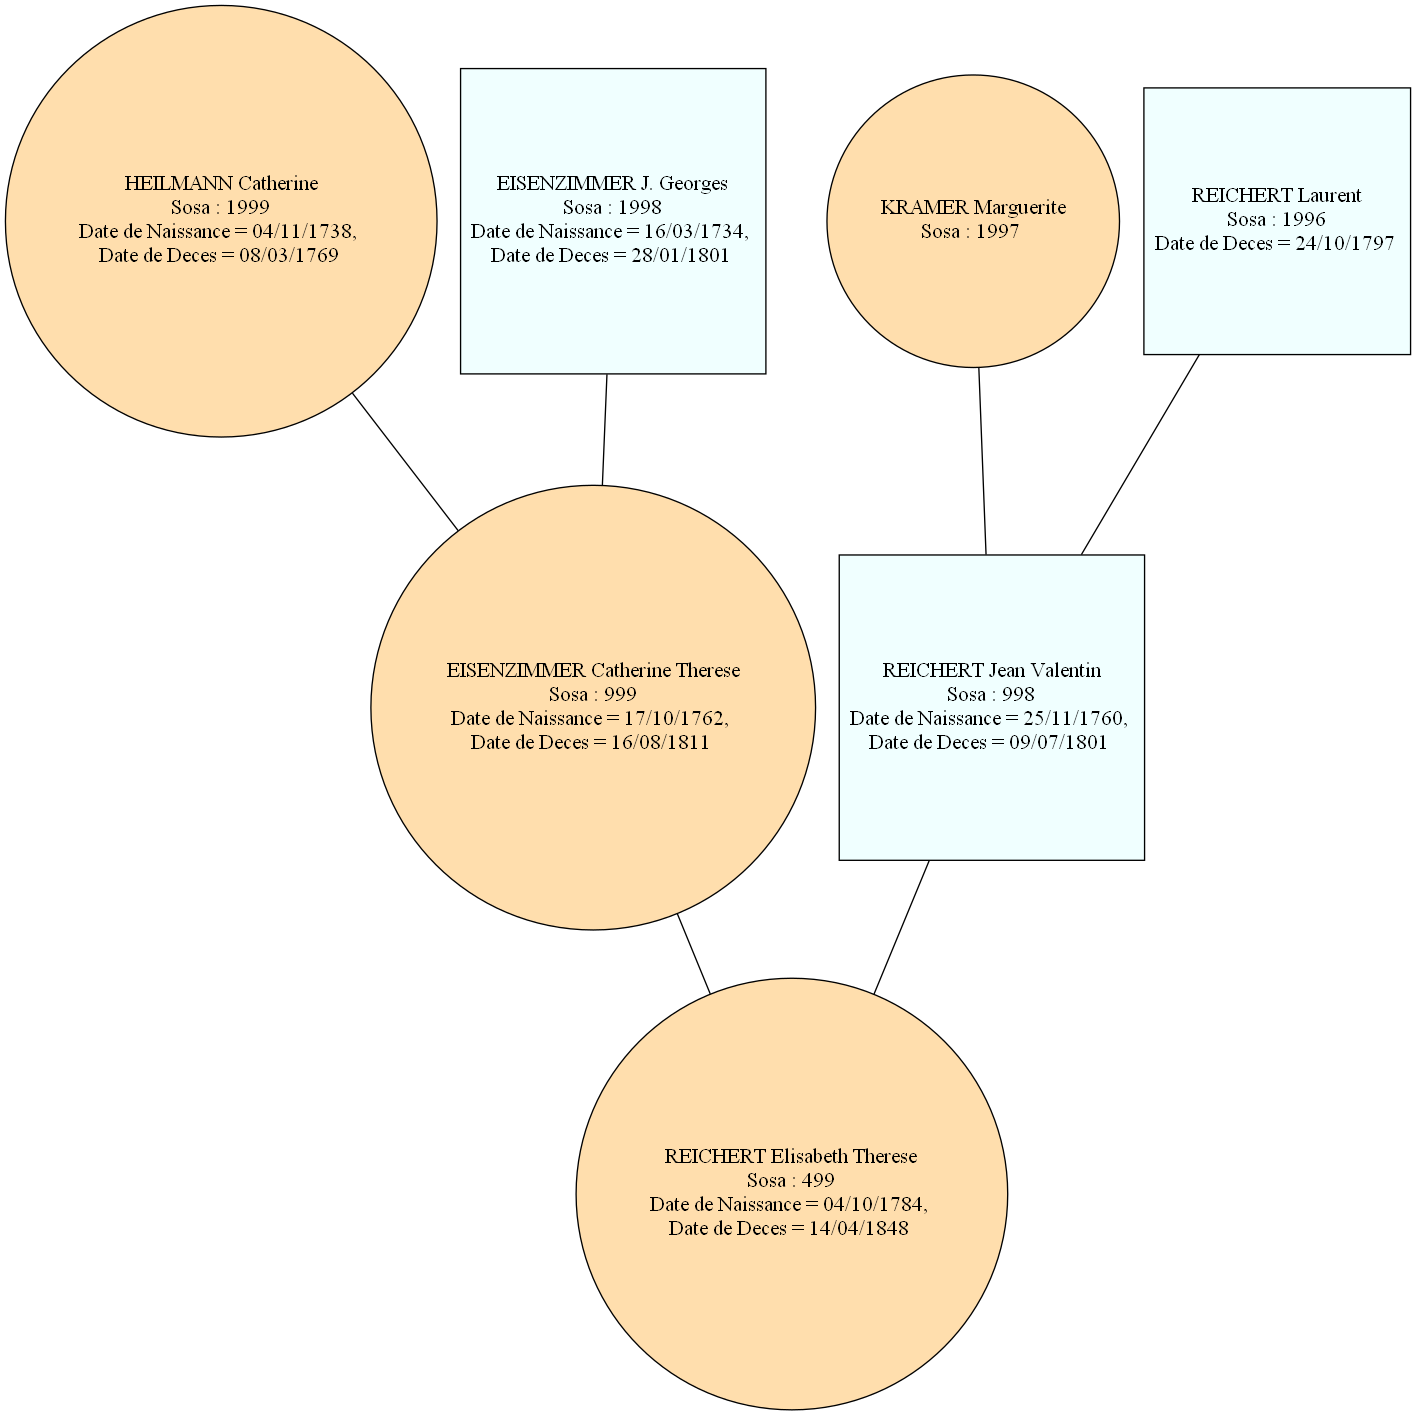 HEILMANN Catherine
Sosa : 1999
Date de Naissance = 04/11/1738,
Date de Deces = 08/03/1769
EISENZIMMER J. Georges
Sosa : 1998
Date de Naissance = 16/03/1734,
Date de Deces = 28/01/1801
KRAMER Marguerite
Sosa : 1997
REICHERT Laurent
Sosa : 1996
Date de Deces = 24/10/1797
EISENZIMMER Catherine Therese
Sosa : 999
Date de Naissance = 17/10/1762,
Date de Deces = 16/08/1811
REICHERT Jean Valentin
Sosa : 998
Date de Naissance = 25/11/1760,
Date de Deces = 09/07/1801
REICHERT Elisabeth Therese
Sosa : 499
Date de Naissance = 04/10/1784,
Date de Deces = 14/04/1848